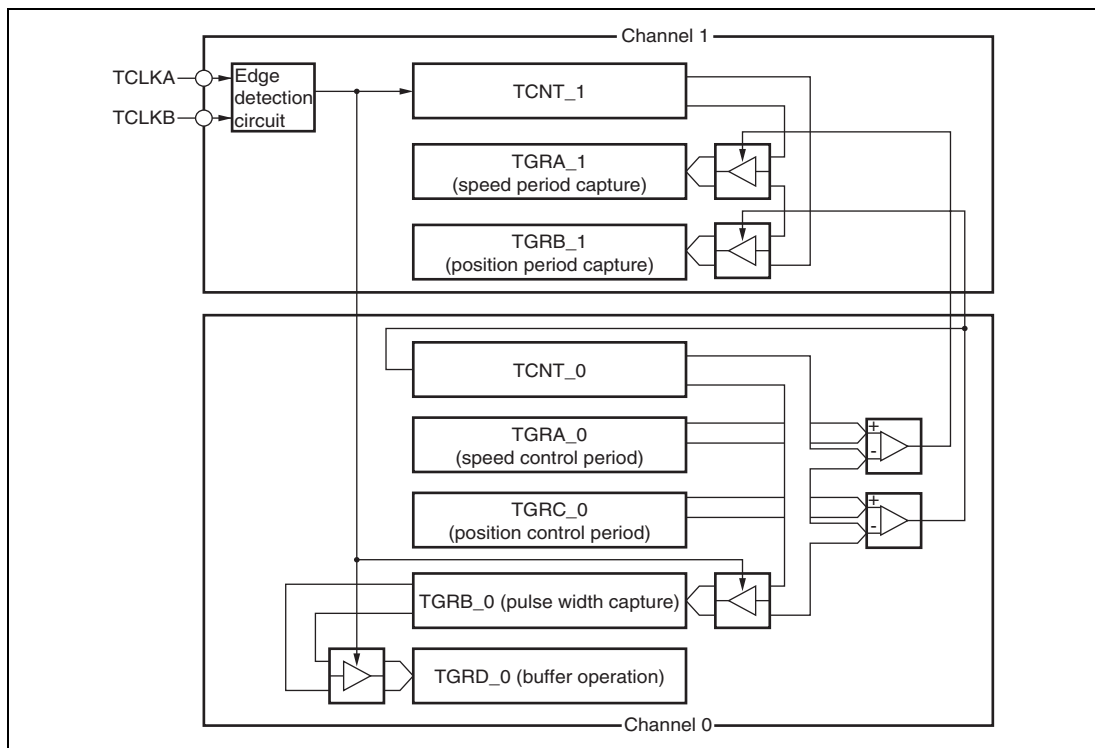 Channel 1
TCLKA
TCLKB
Edge
detection
circuit
TCNT_1
TGRA_1
(speed period capture)
TGRB_1
(position period capture)
TCNT_0
TGRA_0
(speed control period)
+
-
TGRC_0
(position control period)
+
-
TGRB_0 (pulse width capture)
TGRD_0 (buffer operation)
Channel 0